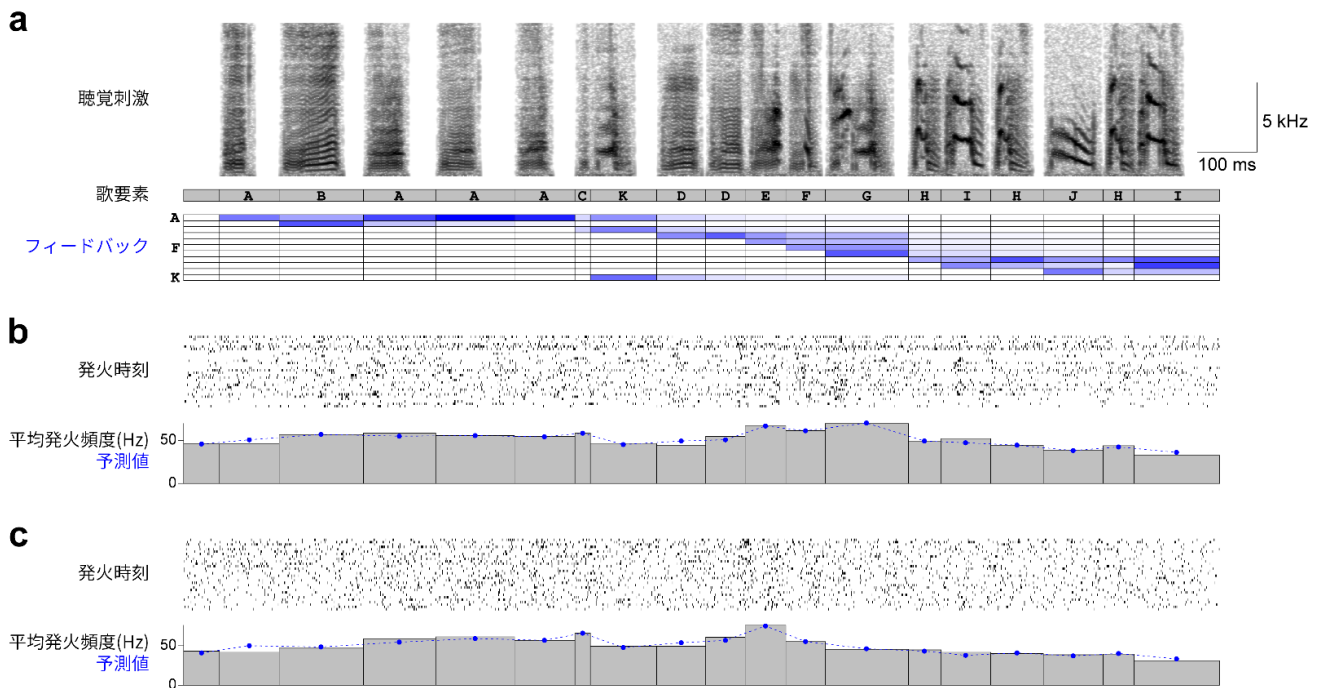 a
聴覚刺激
5 kHz
100 ms
歌要素
A B A A A C K D D E F G H I H J H I
A
フィードバック
F
K
b
発火時刻
平均発火頻度(Hz)
予測値
50
0
c
発火時刻
平均発火頻度(Hz)
予測値
50
0